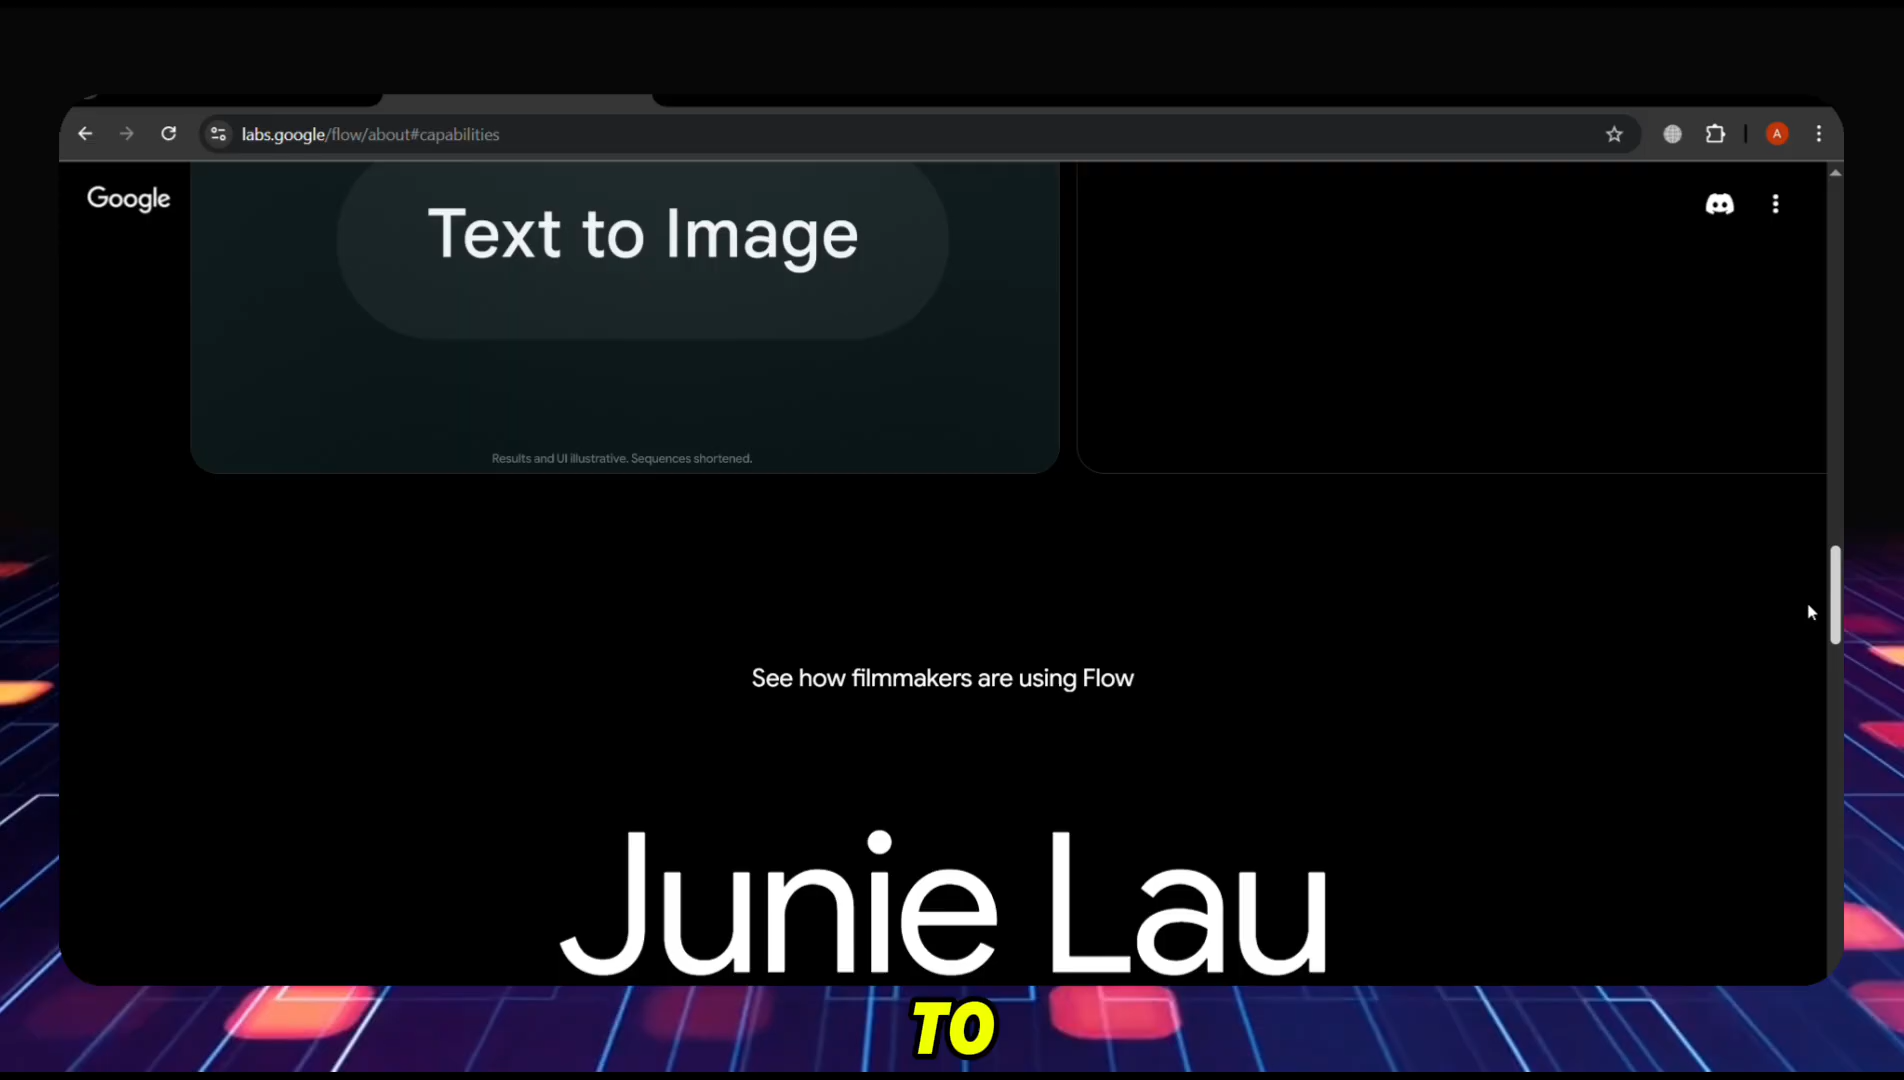 labs.google/flow/about#capabilities
A
Google
Text to Image
Results and UI illustrative. Sequences shortened.
See how filmmakers are using Flow
Junie Lau
TO